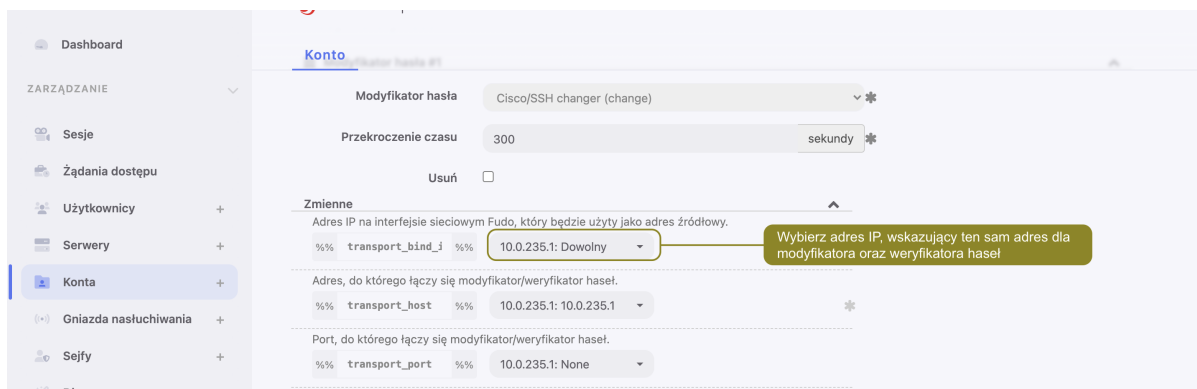 Dashboard
Konto
Modyfikator hasła #1
ZARZĄDZANIE
Modyfikator hasła
Cisco/SSH changer (change)
Sesje
Przekroczenie czasu
300
sekundy
Żądania dostępu
Usuń
Użytkownicy
Zmienne
Adres IP na interfejsie sieciowym Fudo, który będzie użyty jako adres źródłowy.
Serwery
%% transport_bind_i %% 10.0.235.1: Dowolny
Wybierz adres IP, wskazujący ten sam adres dla
modyfikatora oraz weryfikatora haseł
Konta
Adres, do którego łączy się modyfikator/weryfikator haseł.
%% transport_host %% 10.0.235.1: 10.0.235.1
Gniazda nasłuchiwania
Port, do którego łączy się modyfikator/weryfikator haseł.
Sejfy
%% transport_port %% 10.0.235.1: None